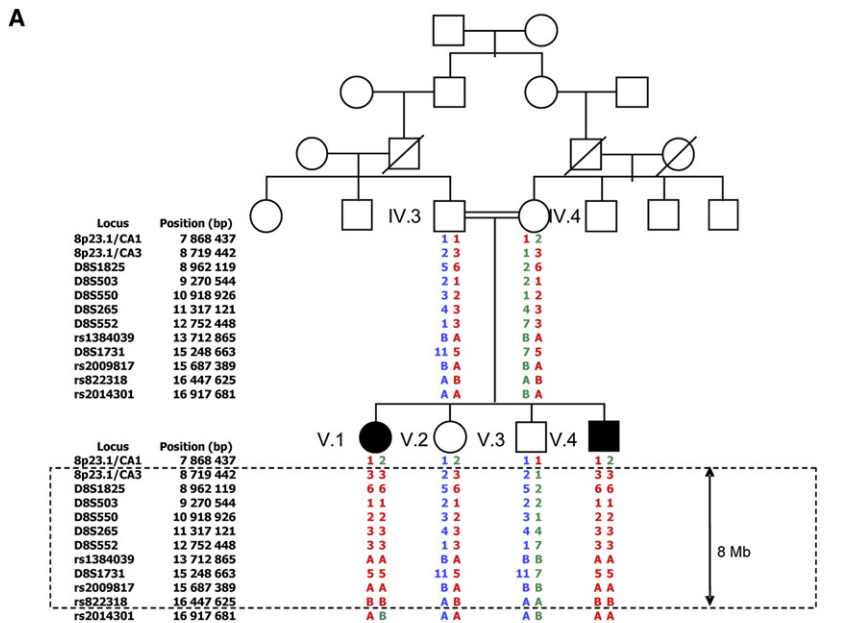 A
IV.3
IV.4
Locus Position (bp)
8p23.1/CA1 7 868 437 1 1 1 2
8p23.1/CA3 8 719 442 2 3 1 3
D8S1825 8 962 119 5 6 2 6
D8S503 9 270 544 2 1 2 1
D8S550 10 918 926 3 2 1 2
D8S265 11 317 121 4 3 4 3
D8S552 12 752 448 1 3 7 3
rs1384039 13 712 865 B A B A
D8S1731 15 248 663 11 5 7 5
rs2009817 15 687 389 B A B A
rs822318 16 447 625 A B A B
rs2014301 16 917 681 A A B A
V.1 V.2 V.3 V.4
Locus Position (bp)
8p23.1/CA1 7 868 437 1 2 1 2 1 1 1 2
8p23.1/CA3 8 719 442 3 3 2 3 2 1 3 3
D8S1825 8 962 119 6 6 5 6 5 2 6 6
D8S503 9 270 544 1 1 2 1 2 2 1 1
D8S550 10 918 926 2 2 3 2 3 1 2 2
D8S265 11 317 121 3 3 4 3 4 4 3 3
D8S552 12 752 448 3 3 1 3 1 7 3 3
8 Mb
rs1384039 13 712 865 A A B A B B A A
D8S1731 15 248 663 5 5 11 5 11 7 5 5
rs2009817 15 687 389 A A B A B B A A
rs822318 16 447 625 B B A B A A B B
rs2014301 16 917 681 A B A A A B A A